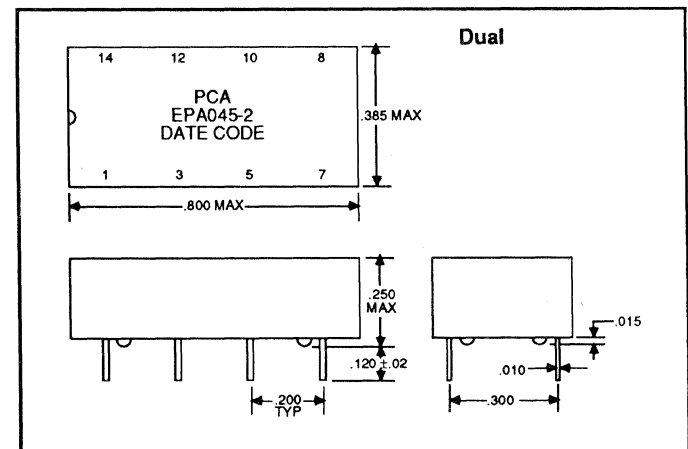 Dual
14 12 10 8
PCA
EPA045-2
DATE CODE
.385 MAX
1 3 5 7
.800 MAX
.250
MAX
.015
.120 ±.02
.010
.200
TYP
.300